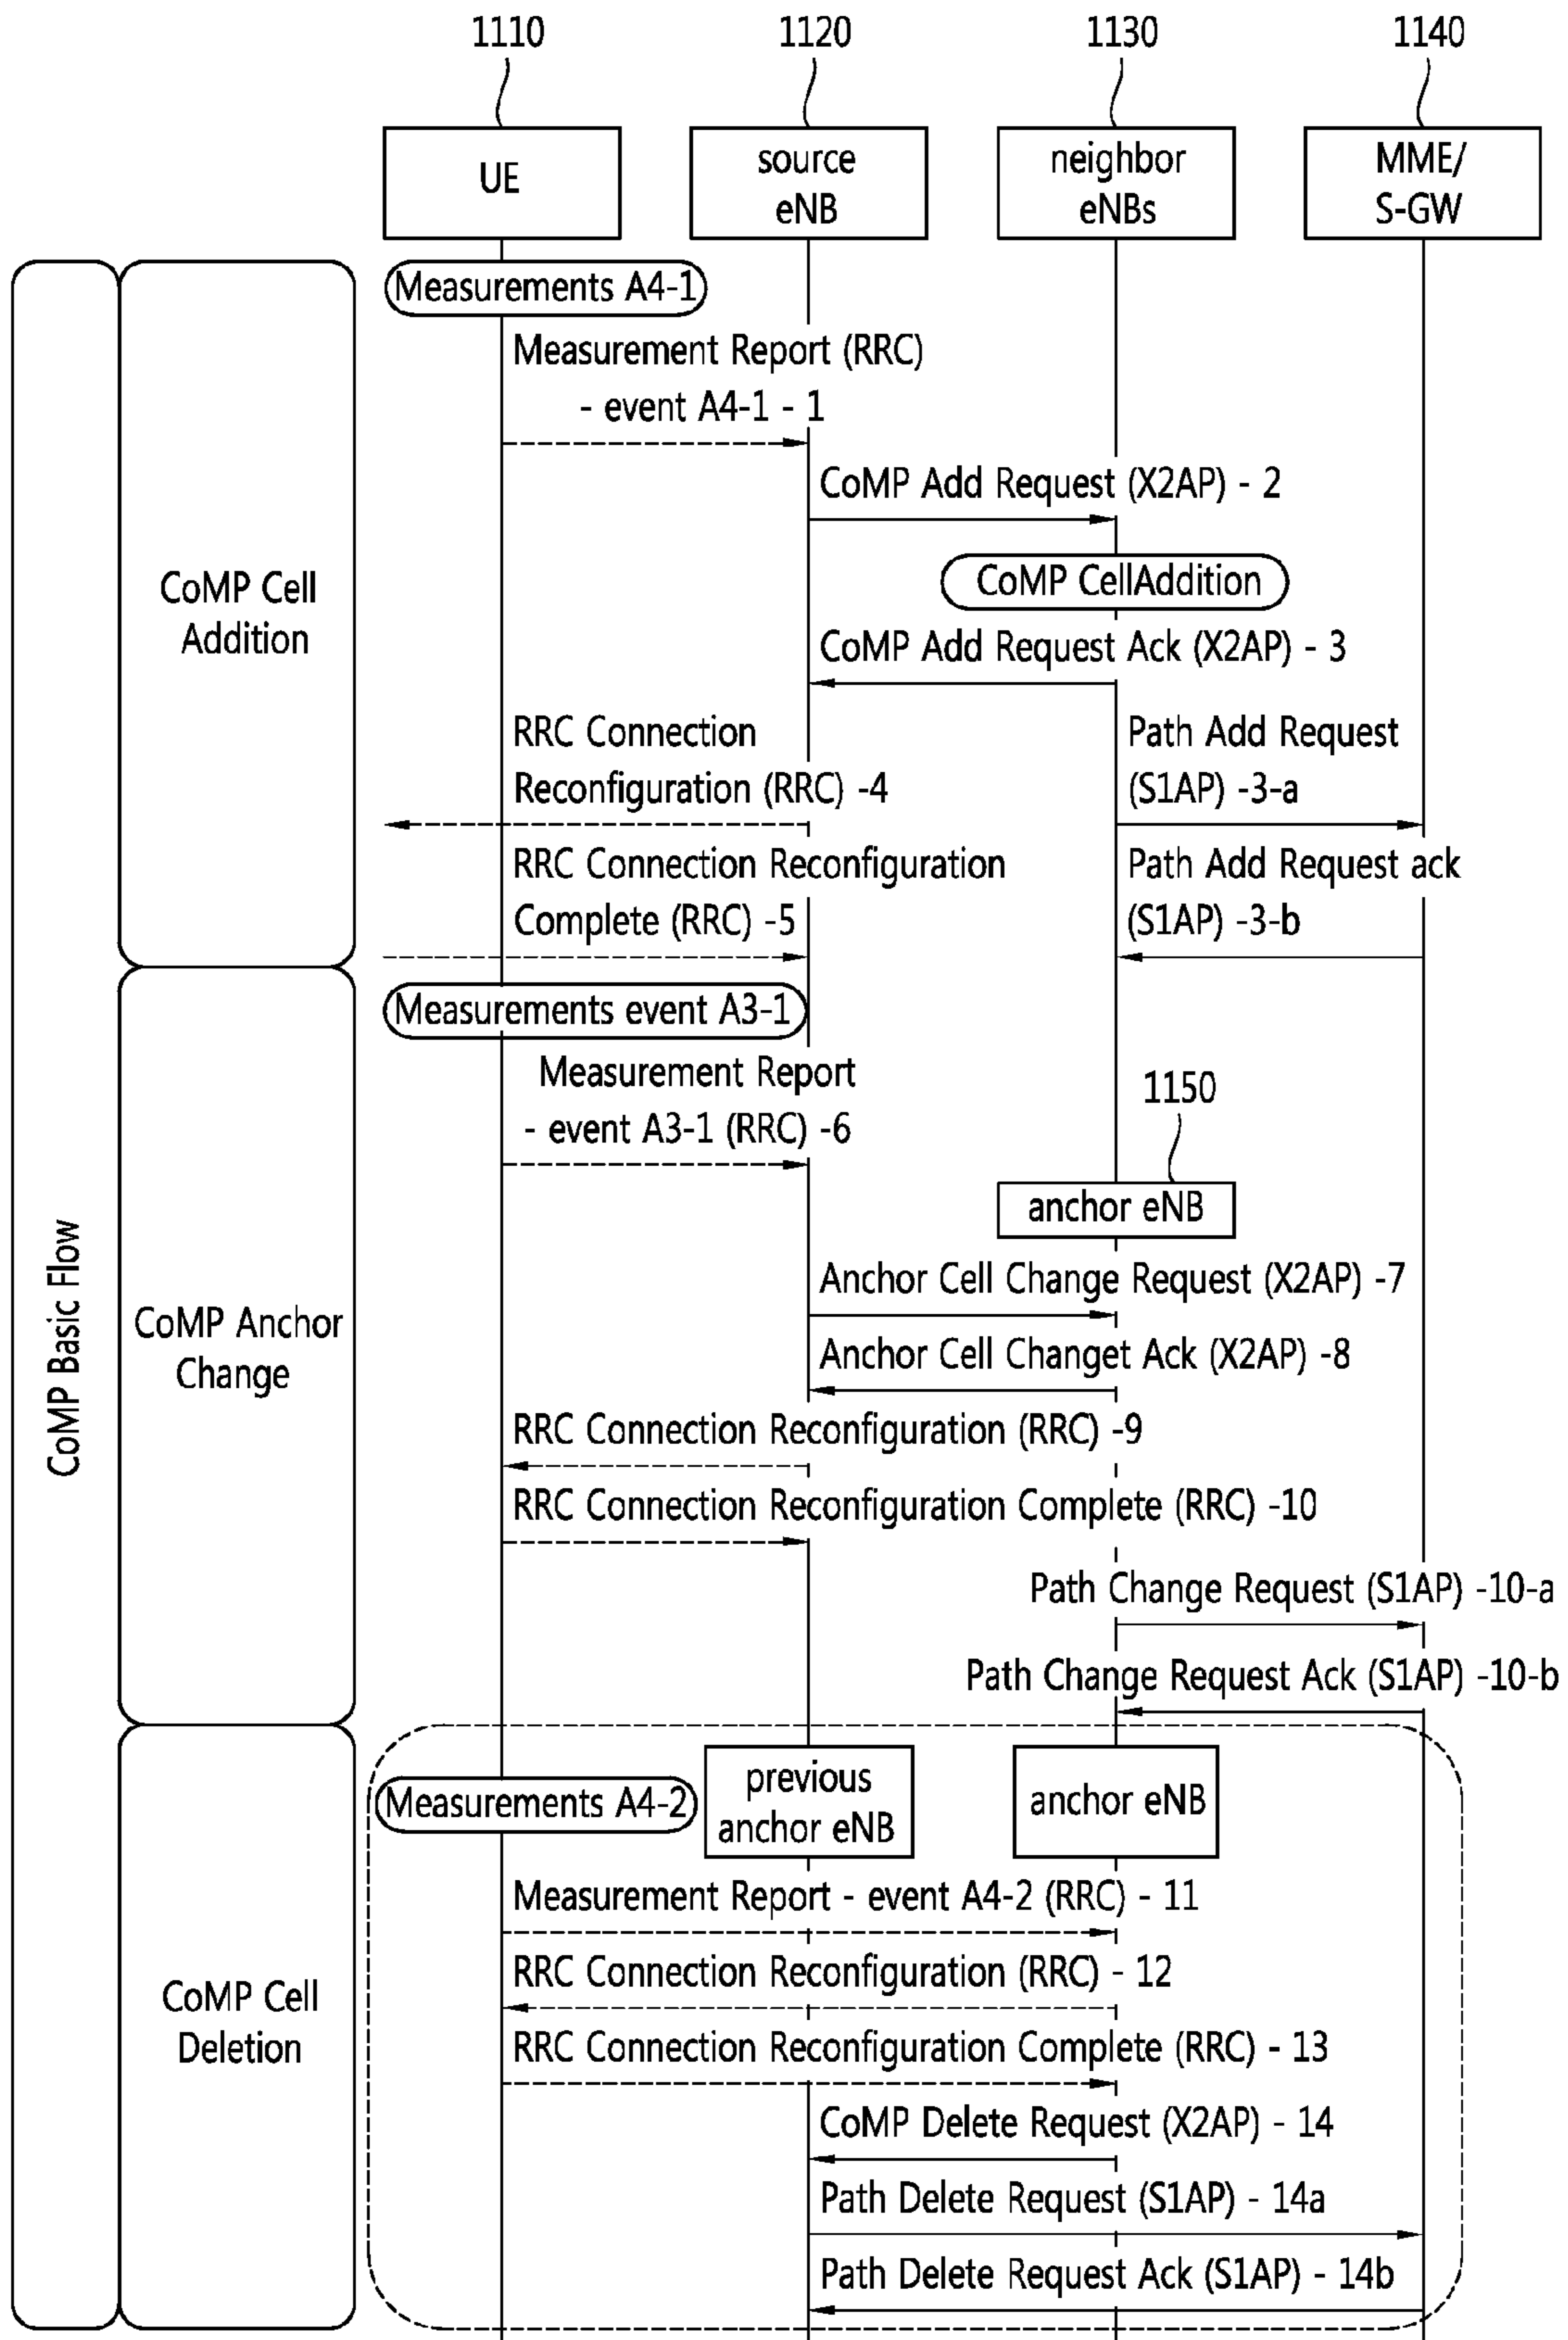 1110
1120
1130
1140
UE
source
eNB
neighbor
eNBs
MME/
S-GW
CoMP Basic Flow
CoMP Cell
Addition
Measurements A4-1
Measurement Report (RRC)
- event A4-1 - 1
CoMP Add Request (X2AP) - 2
CoMP CellAddition
CoMP Add Request Ack (X2AP) - 3
RRC Connection
Reconfiguration (RRC) -4
Path Add Request
(S1AP) -3-a
RRC Connection Reconfiguration
Complete (RRC) -5
Path Add Request ack
(S1AP) -3-b
CoMP Anchor
Change
Measurements event A3-1
Measurement Report
- event A3-1 (RRC) -6
1150
anchor eNB
Anchor Cell Change Request (X2AP) -7
Anchor Cell Changet Ack (X2AP) -8
RRC Connection Reconfiguration (RRC) -9
RRC Connection Reconfiguration Complete (RRC) -10
Path Change Request (S1AP) -10-a
Path Change Request Ack (S1AP) -10-b
CoMP Cell
Deletion
Measurements A4-2
previous
anchor eNB
anchor eNB
Measurement Report - event A4-2 (RRC) - 11
RRC Connection Reconfiguration (RRC) - 12
RRC Connection Reconfiguration Complete (RRC) - 13
CoMP Delete Request (X2AP) - 14
Path Delete Request (S1AP) - 14a
Path Delete Request Ack (S1AP) - 14b